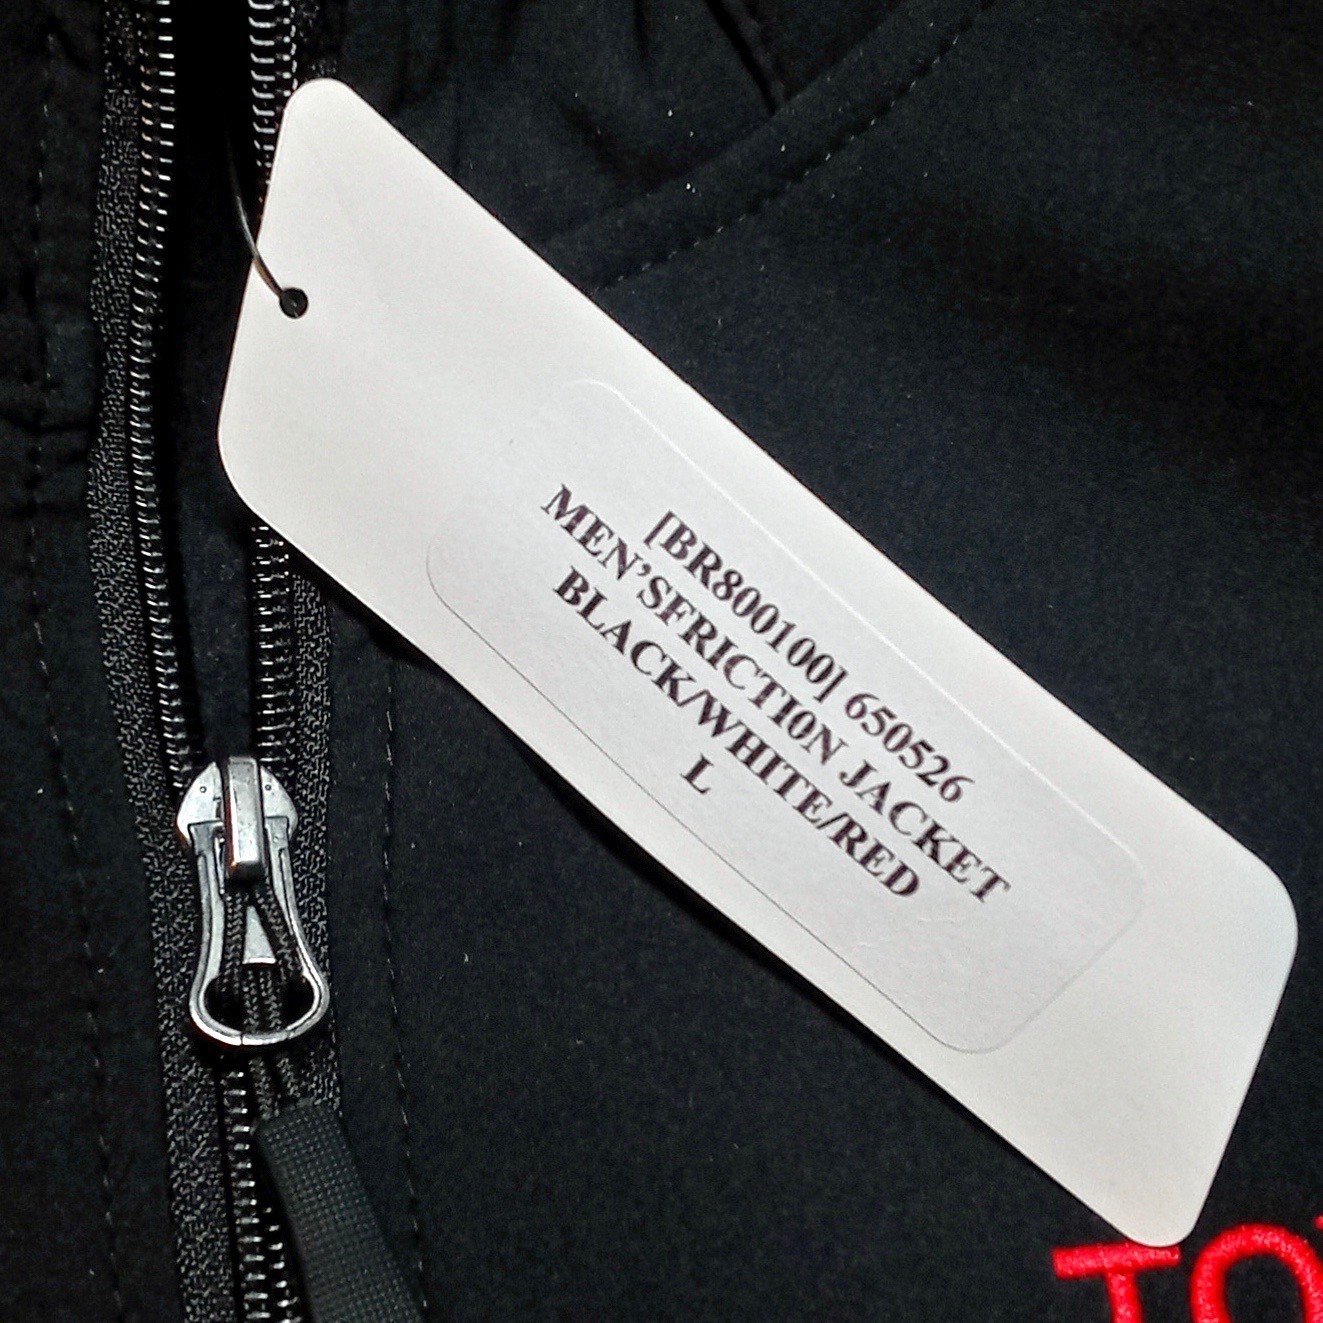 [BR800100] 650526
MEN'SFRICTI0N JACKET
BLACK/WHITE/RED
L